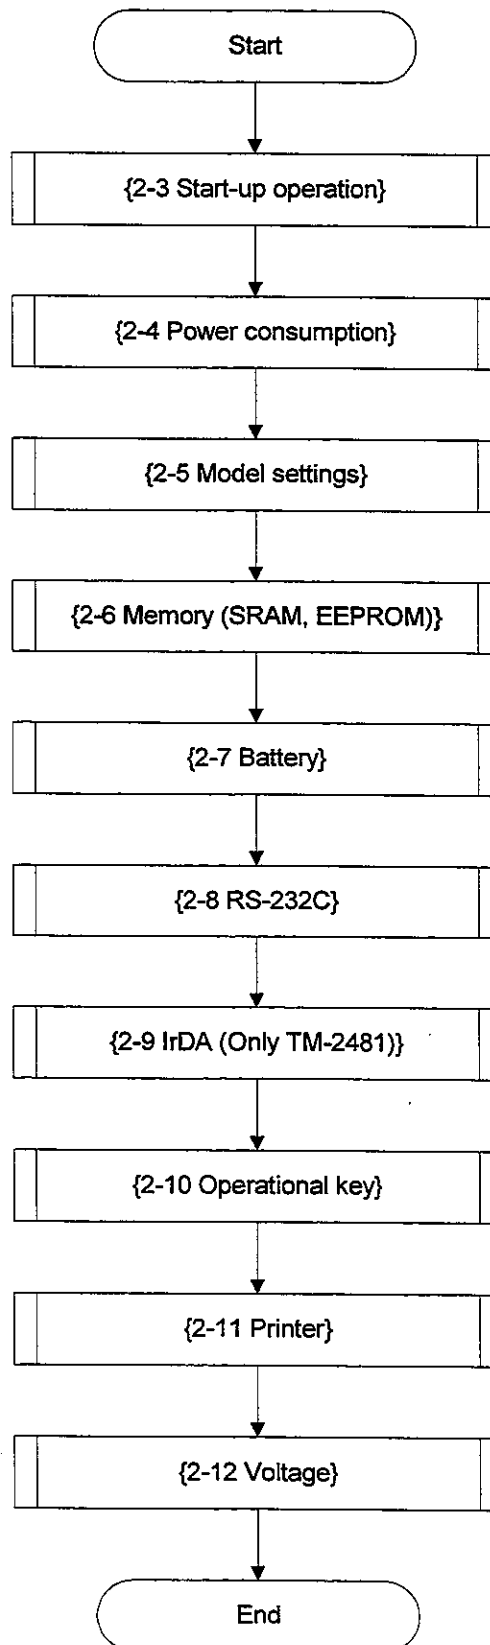 Start
{2-3 Start-up operation}
{2-4 Power consumption}
{2-5 Model settings}
{2-6 Memory (SRAM, EEPROM)}
{2-7 Battery}
{2-8 RS-232C}
{2-9 IrDA (Only TM-2481)}
{2-10 Operational key}
{2-11 Printer}
{2-12 Voltage}
End